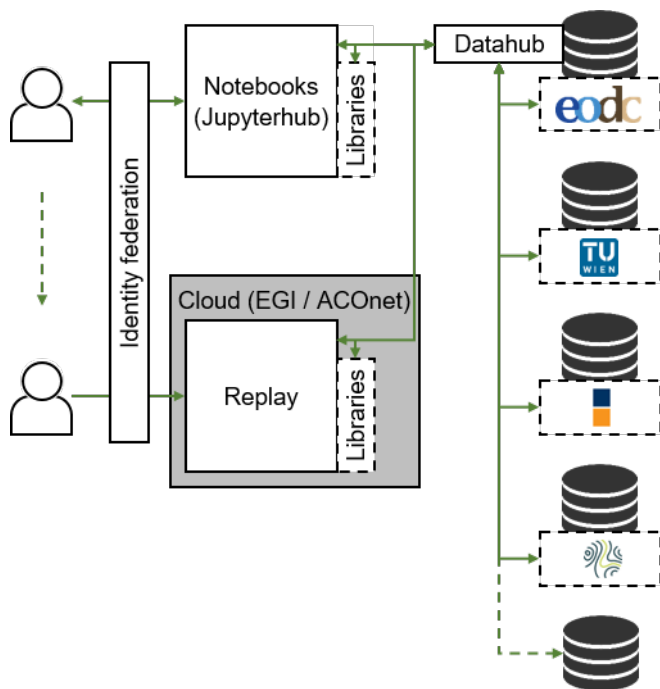 Datahub
Notebooks
(Jupyterhub)
Libraries
eodc
Identity federation
TU
WIEN
Cloud (EGI / ACOnet)
Replay
Libraries